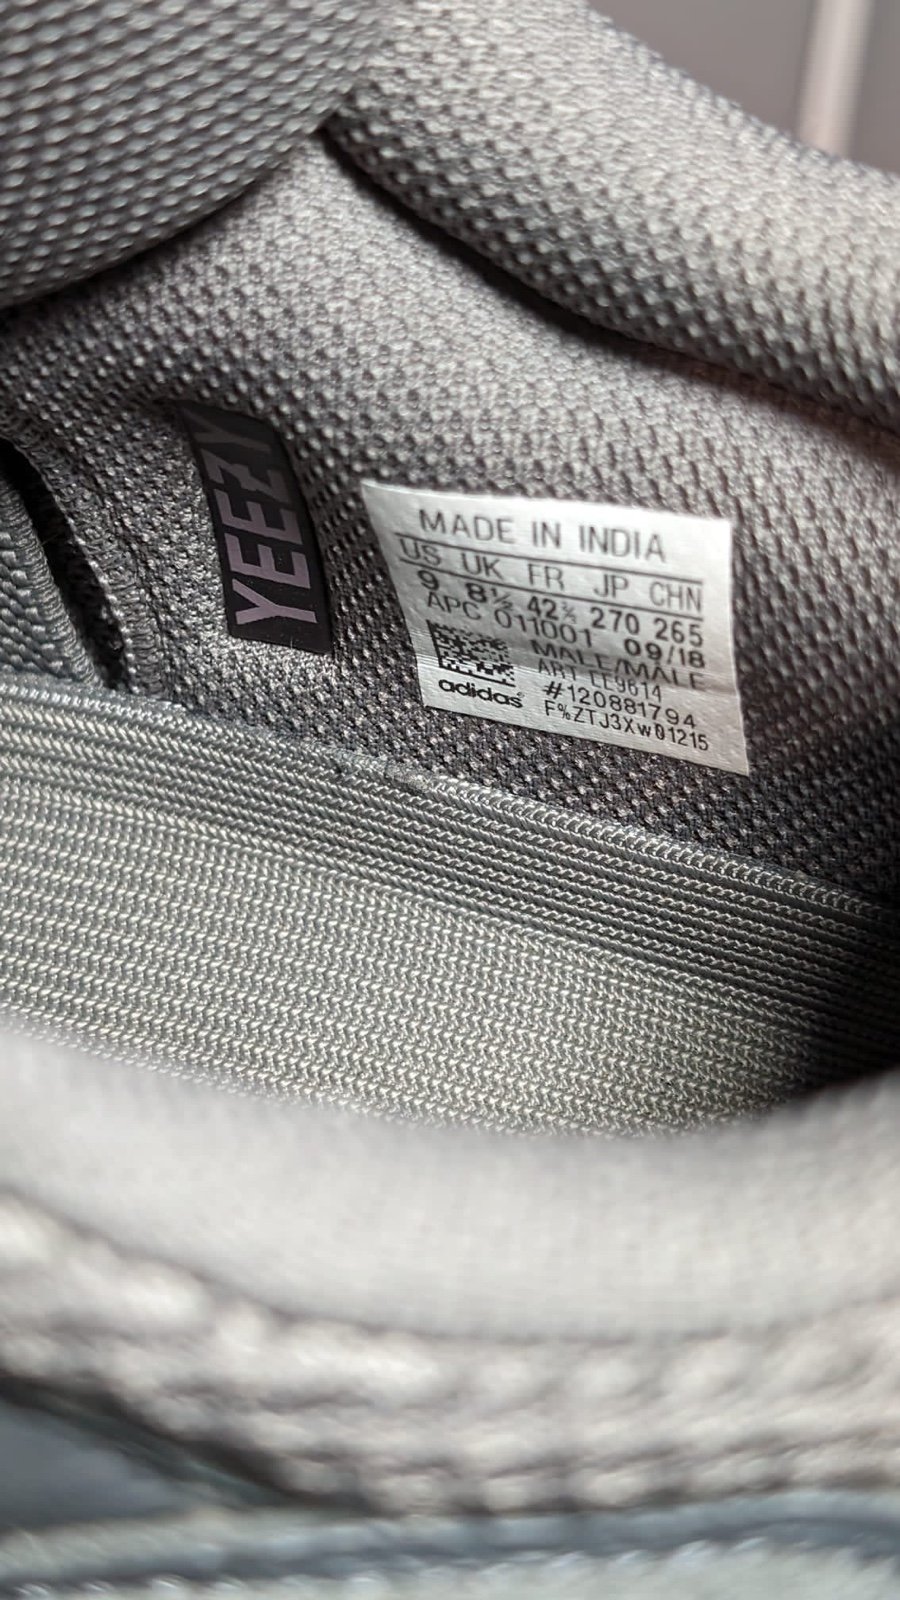 YEEZY
MADE IN INDIA
US UK FR JP CHN
9 8½ 42⅔ 270 265
APC 011001 09/18
MALE/MALE
ART EE9614
#120881794
F%ZTJ3Xw01215
adidas